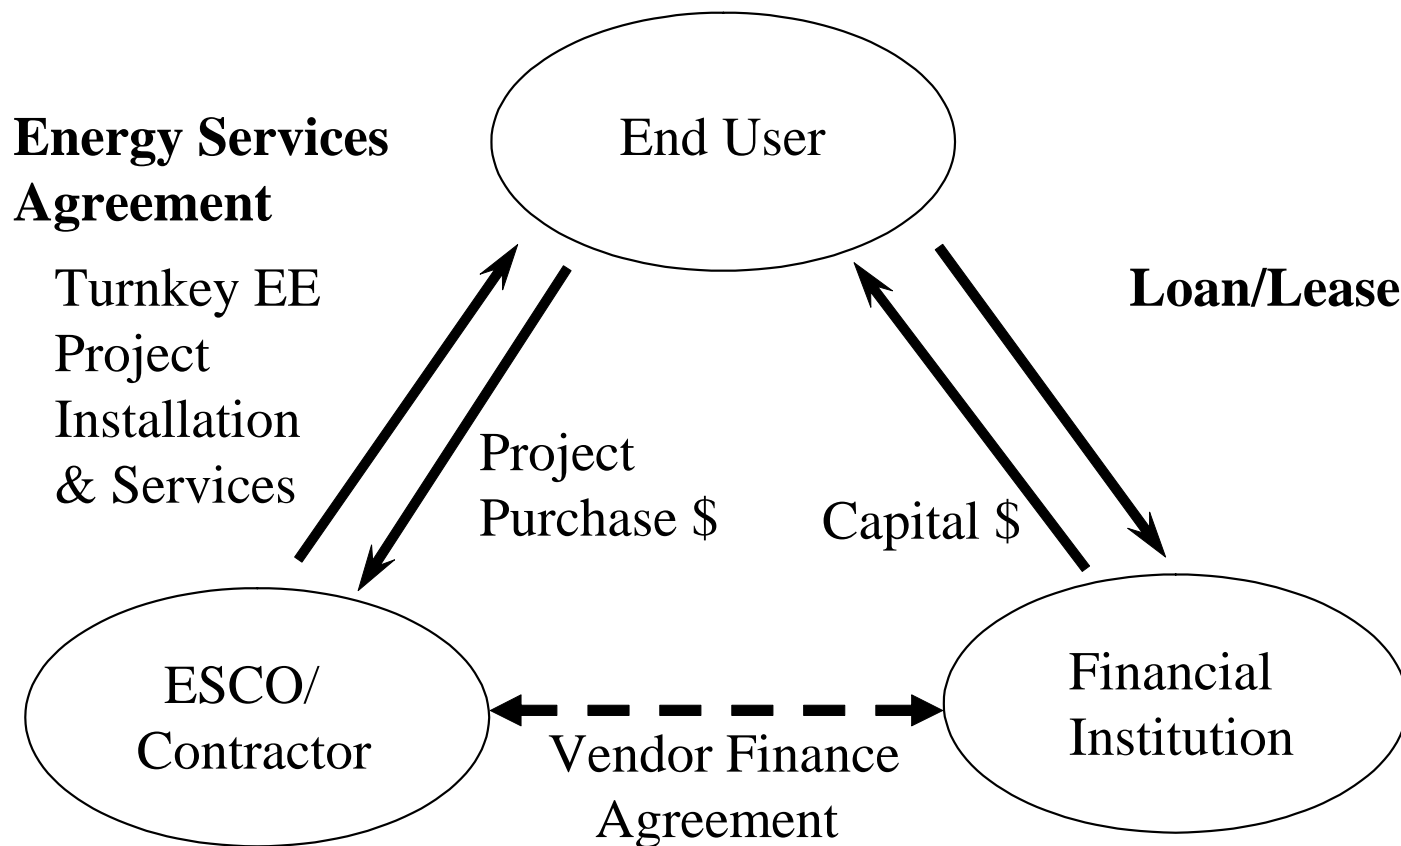 End User
Energy Services
Agreement
Turnkey EE
Project
Installation
& Services
Loan/Lease
Project
Purchase $
Capital $
ESCO/
Contractor
Financial
Institution
Vendor Finance
Agreement